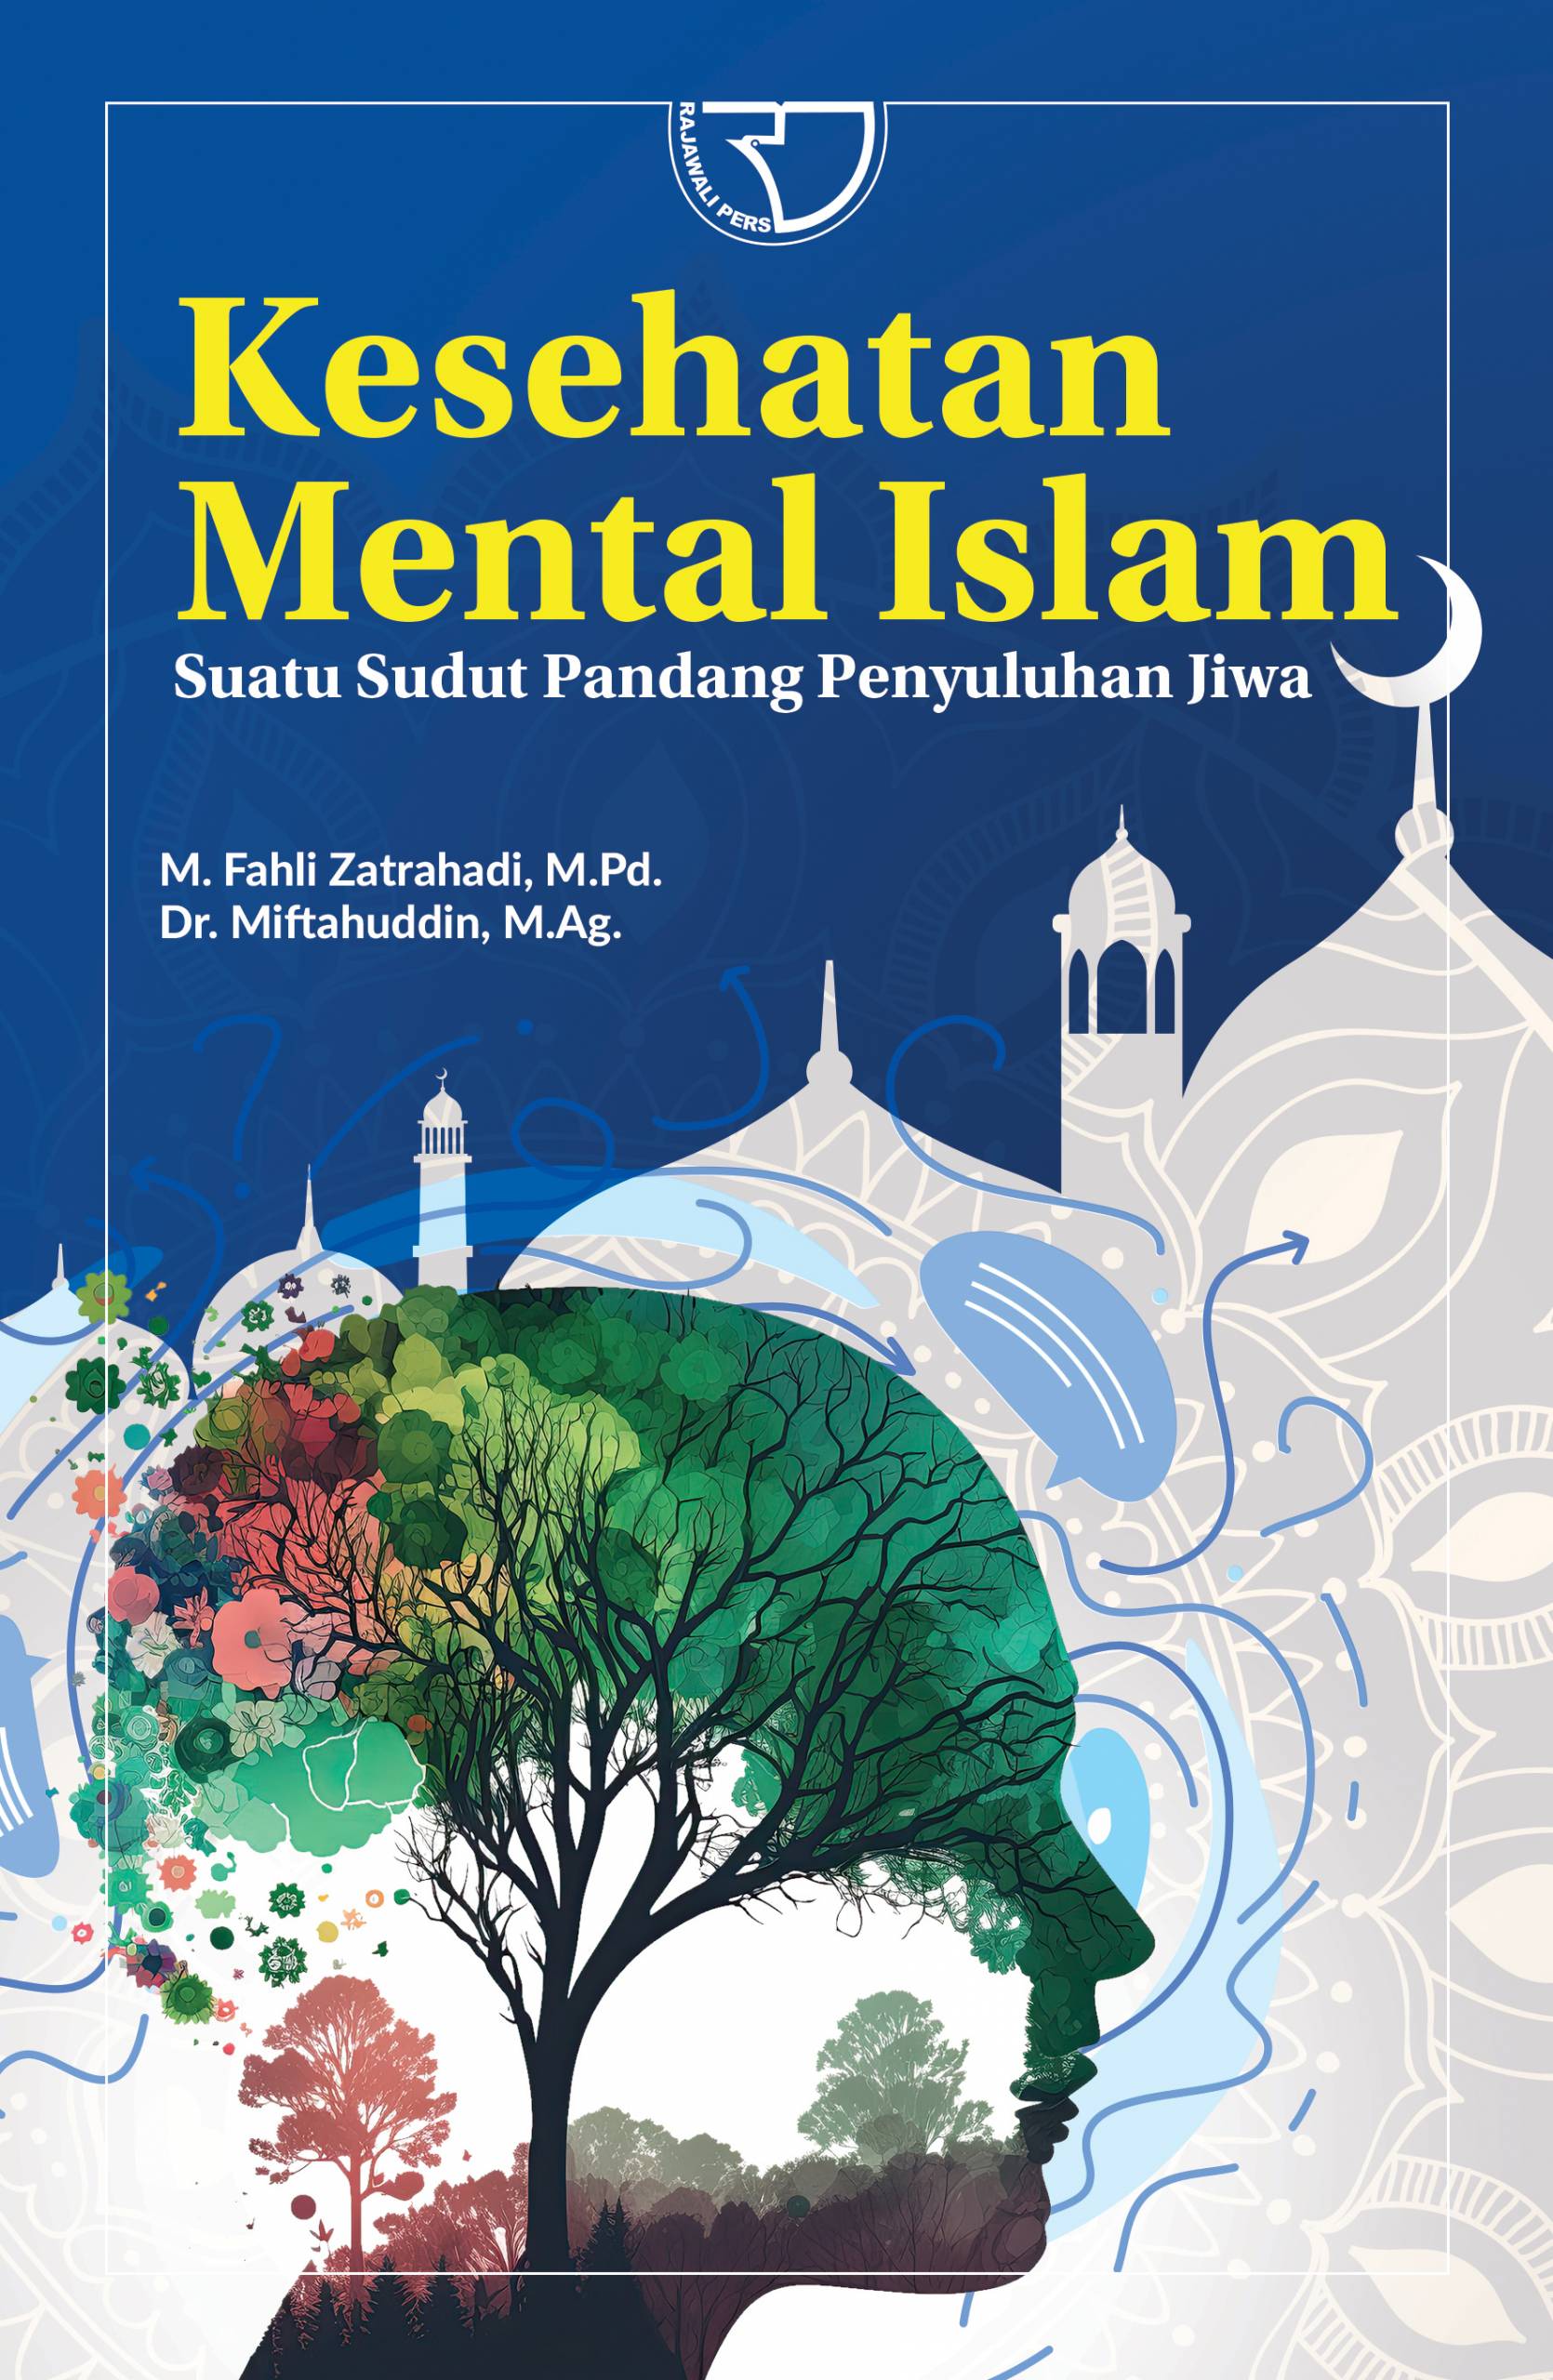 RAJAWALI PERS
Kesehatan
Mental Islam
Suatu Sudut Pandang Penyuluhan Jiwa
M. Fahli Zatrahadi, M.Pd.
Dr. Miftahuddin, M.Ag.